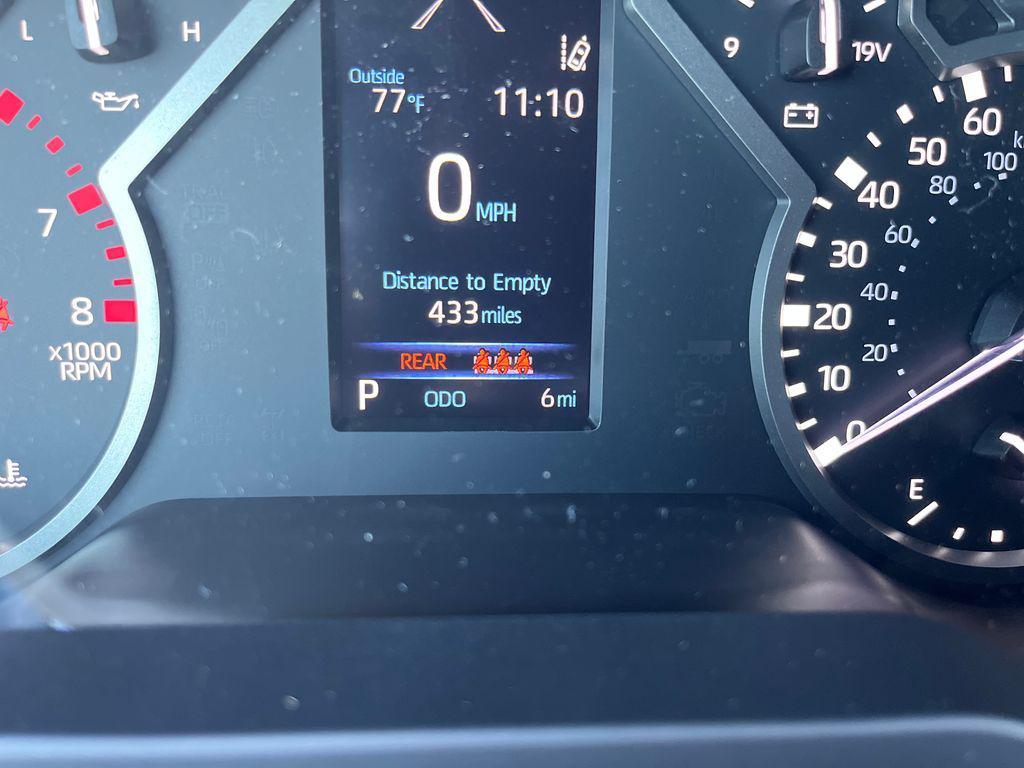 L
H
7
8
x1000
RPM
Outside
77°F
11:10
0 MPH
Distance to Empty
433 miles
REAR
P
ODO
6 mi
9
19V
60
50
40
30
20
10
0
100
80
60
40
20
E